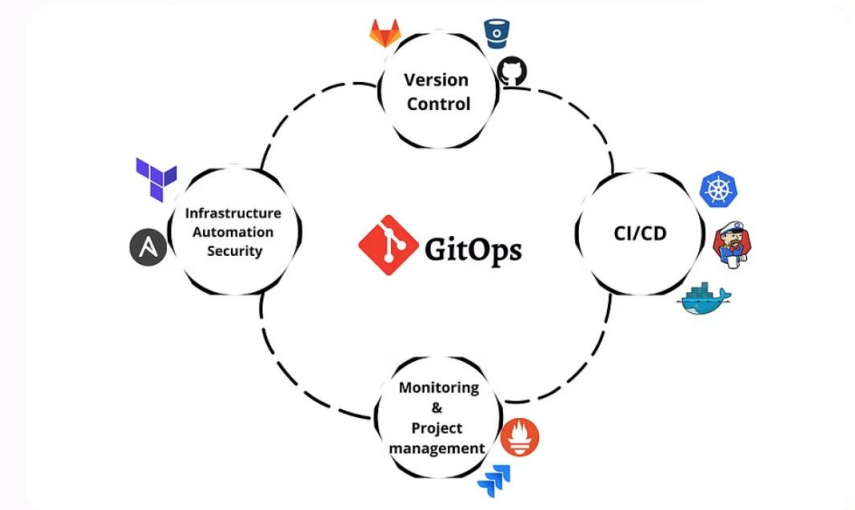 Version
Control
Infrastructure
Automation
Security
GitOps
CI/CD
Monitoring
&
Project
management